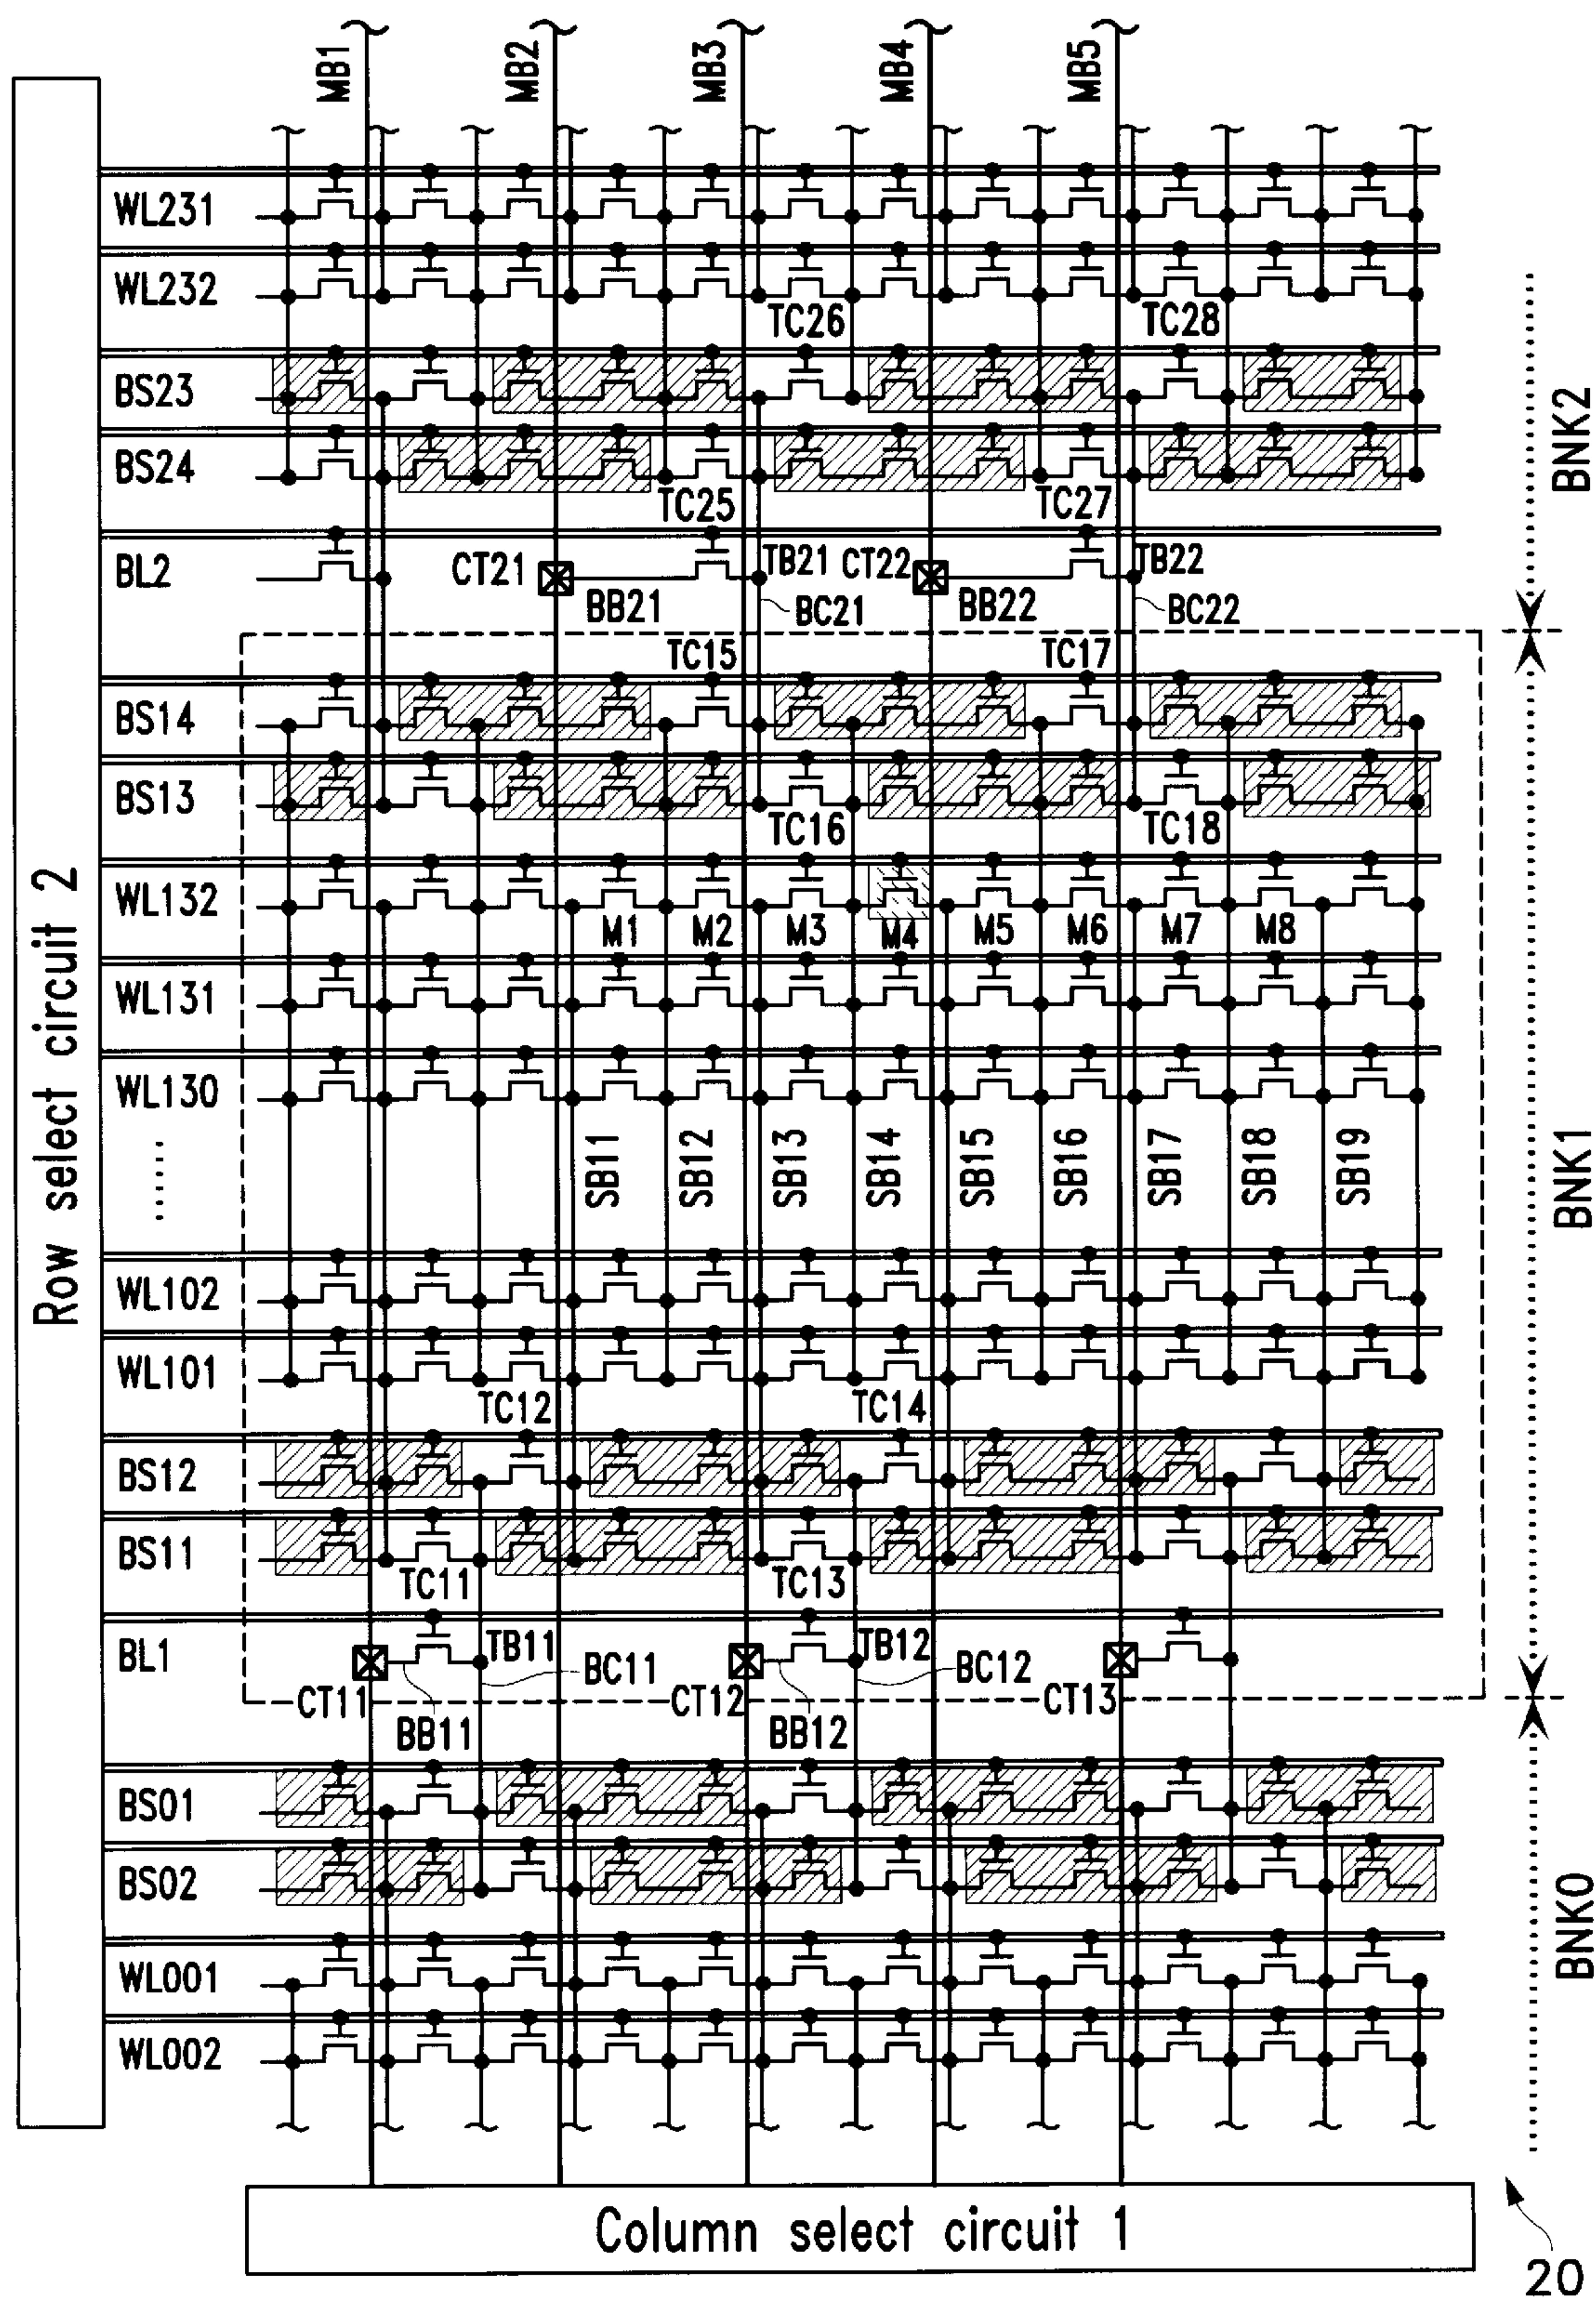 MB1 MB2 MB3 MB4 MB5
WL231
WL232
TC26 TC28
BS23
BS24
TC25 TC27
BL2 CT21 TB21 CT22 TB22
BB21 BC21 BB22 BC22
TC15 TC17
BS14
BS13
TC16 TC18
WL132
M1 M2 M3 M4 M5 M6 M7 M8
WL131
WL130
......
SB11 SB12 SB13 SB14 SB15 SB16 SB17 SB18 SB19
WL102
WL101
TC12 TC14
BS12
BS11
TC11 TC13
BL1 TB11 BC11 TB12 BC12
CT11 CT12 CT13
BB11 BB12
BS01
BS02
WL001
WL002
Row select circuit 2
Column select circuit 1
BNK2
BNK1
BNK0
20